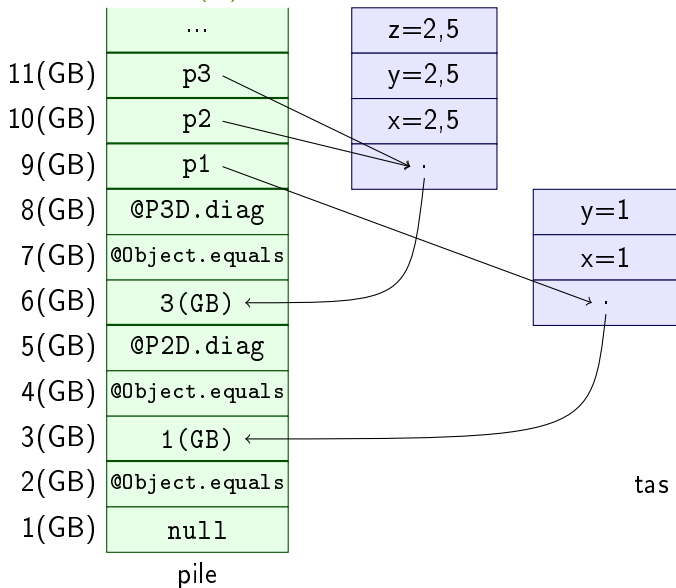 ... z=2,5
11(GB) p3 y=2,5
10(GB) p2 x=2,5
9(GB) p1 .
8(GB) @P3D.diag y=1
7(GB) @Object.equals x=1
6(GB) 3(GB) .
5(GB) @P2D.diag
4(GB) @Object.equals
3(GB) 1(GB)
2(GB) @Object.equals tas
1(GB) null
pile